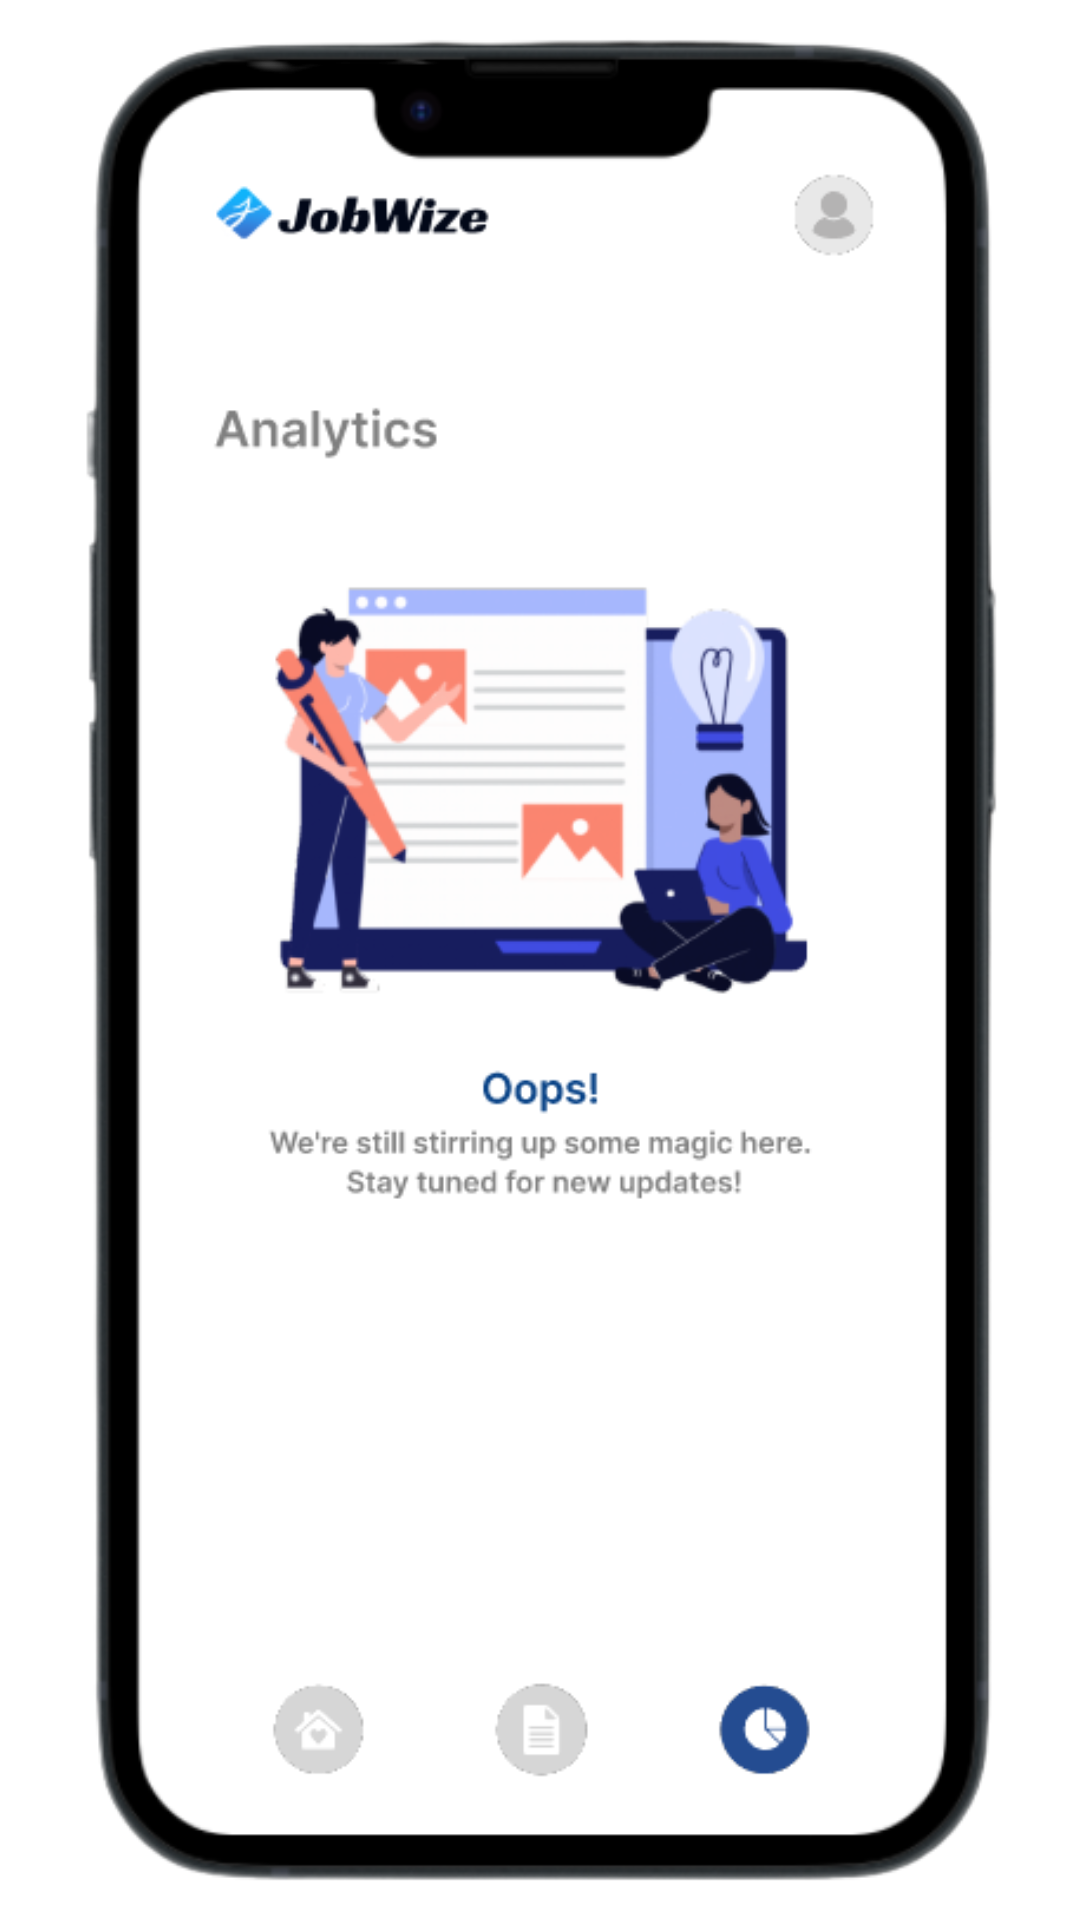 JobWize
Analytics
Oops!
We're still stirring up some magic here.
Stay tuned for new updates!